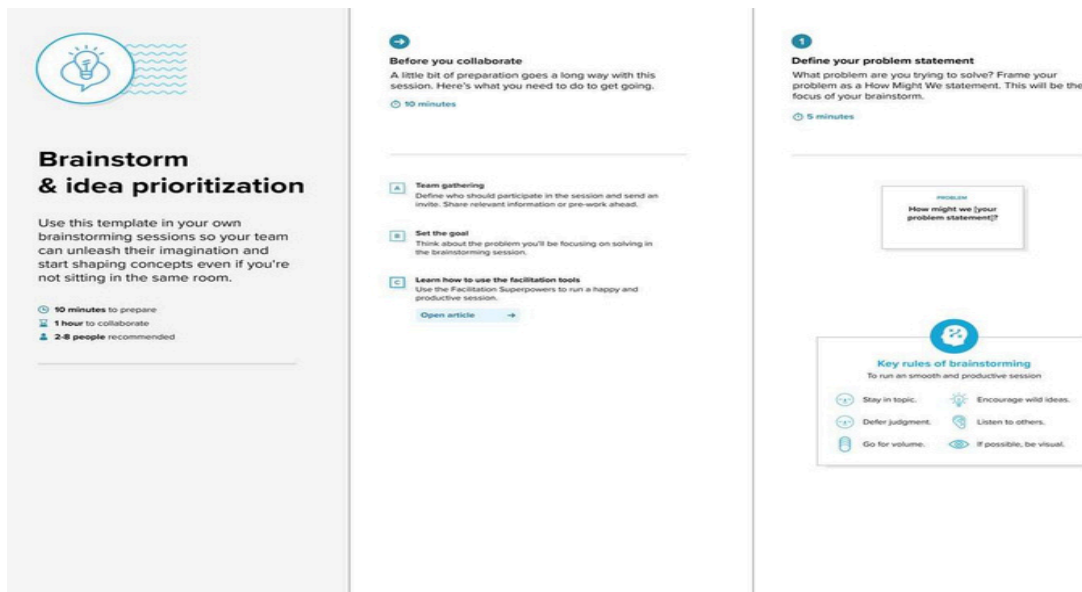 Brainstorm
& idea prioritization
Use this template in your own
brainstorming sessions so your team
can unleash their imagination and
start shaping concepts even if you're
not sitting in the same room.
10 minutes to prepare
1 hour to collaborate
2-8 people recommended
Before you collaborate
A little bit of preparation goes a long way with this
session. Here's what you need to do to get going.
10 minutes
A
Team gathering
Define who should participate in the session and send an
invite. Share relevant information or pre-work ahead.
B
Set the goal
Think about the problem you'll be focusing on solving in
the brainstorming session.
C
Learn how to use the facilitation tools
Use the Facilitation Superpowers to run a happy and
productive session.
Open article
1
Define your problem statement
What problem are you trying to solve? Frame your
problem as a How Might We statement. This will be the
focus of your brainstorm.
5 minutes
PROBLEM
How might we [your
problem statement]?
Key rules of brainstorming
To run an smooth and productive session
Stay in topic.
Encourage wild ideas.
Defer judgment.
Listen to others.
Go for volume.
If possible, be visual.